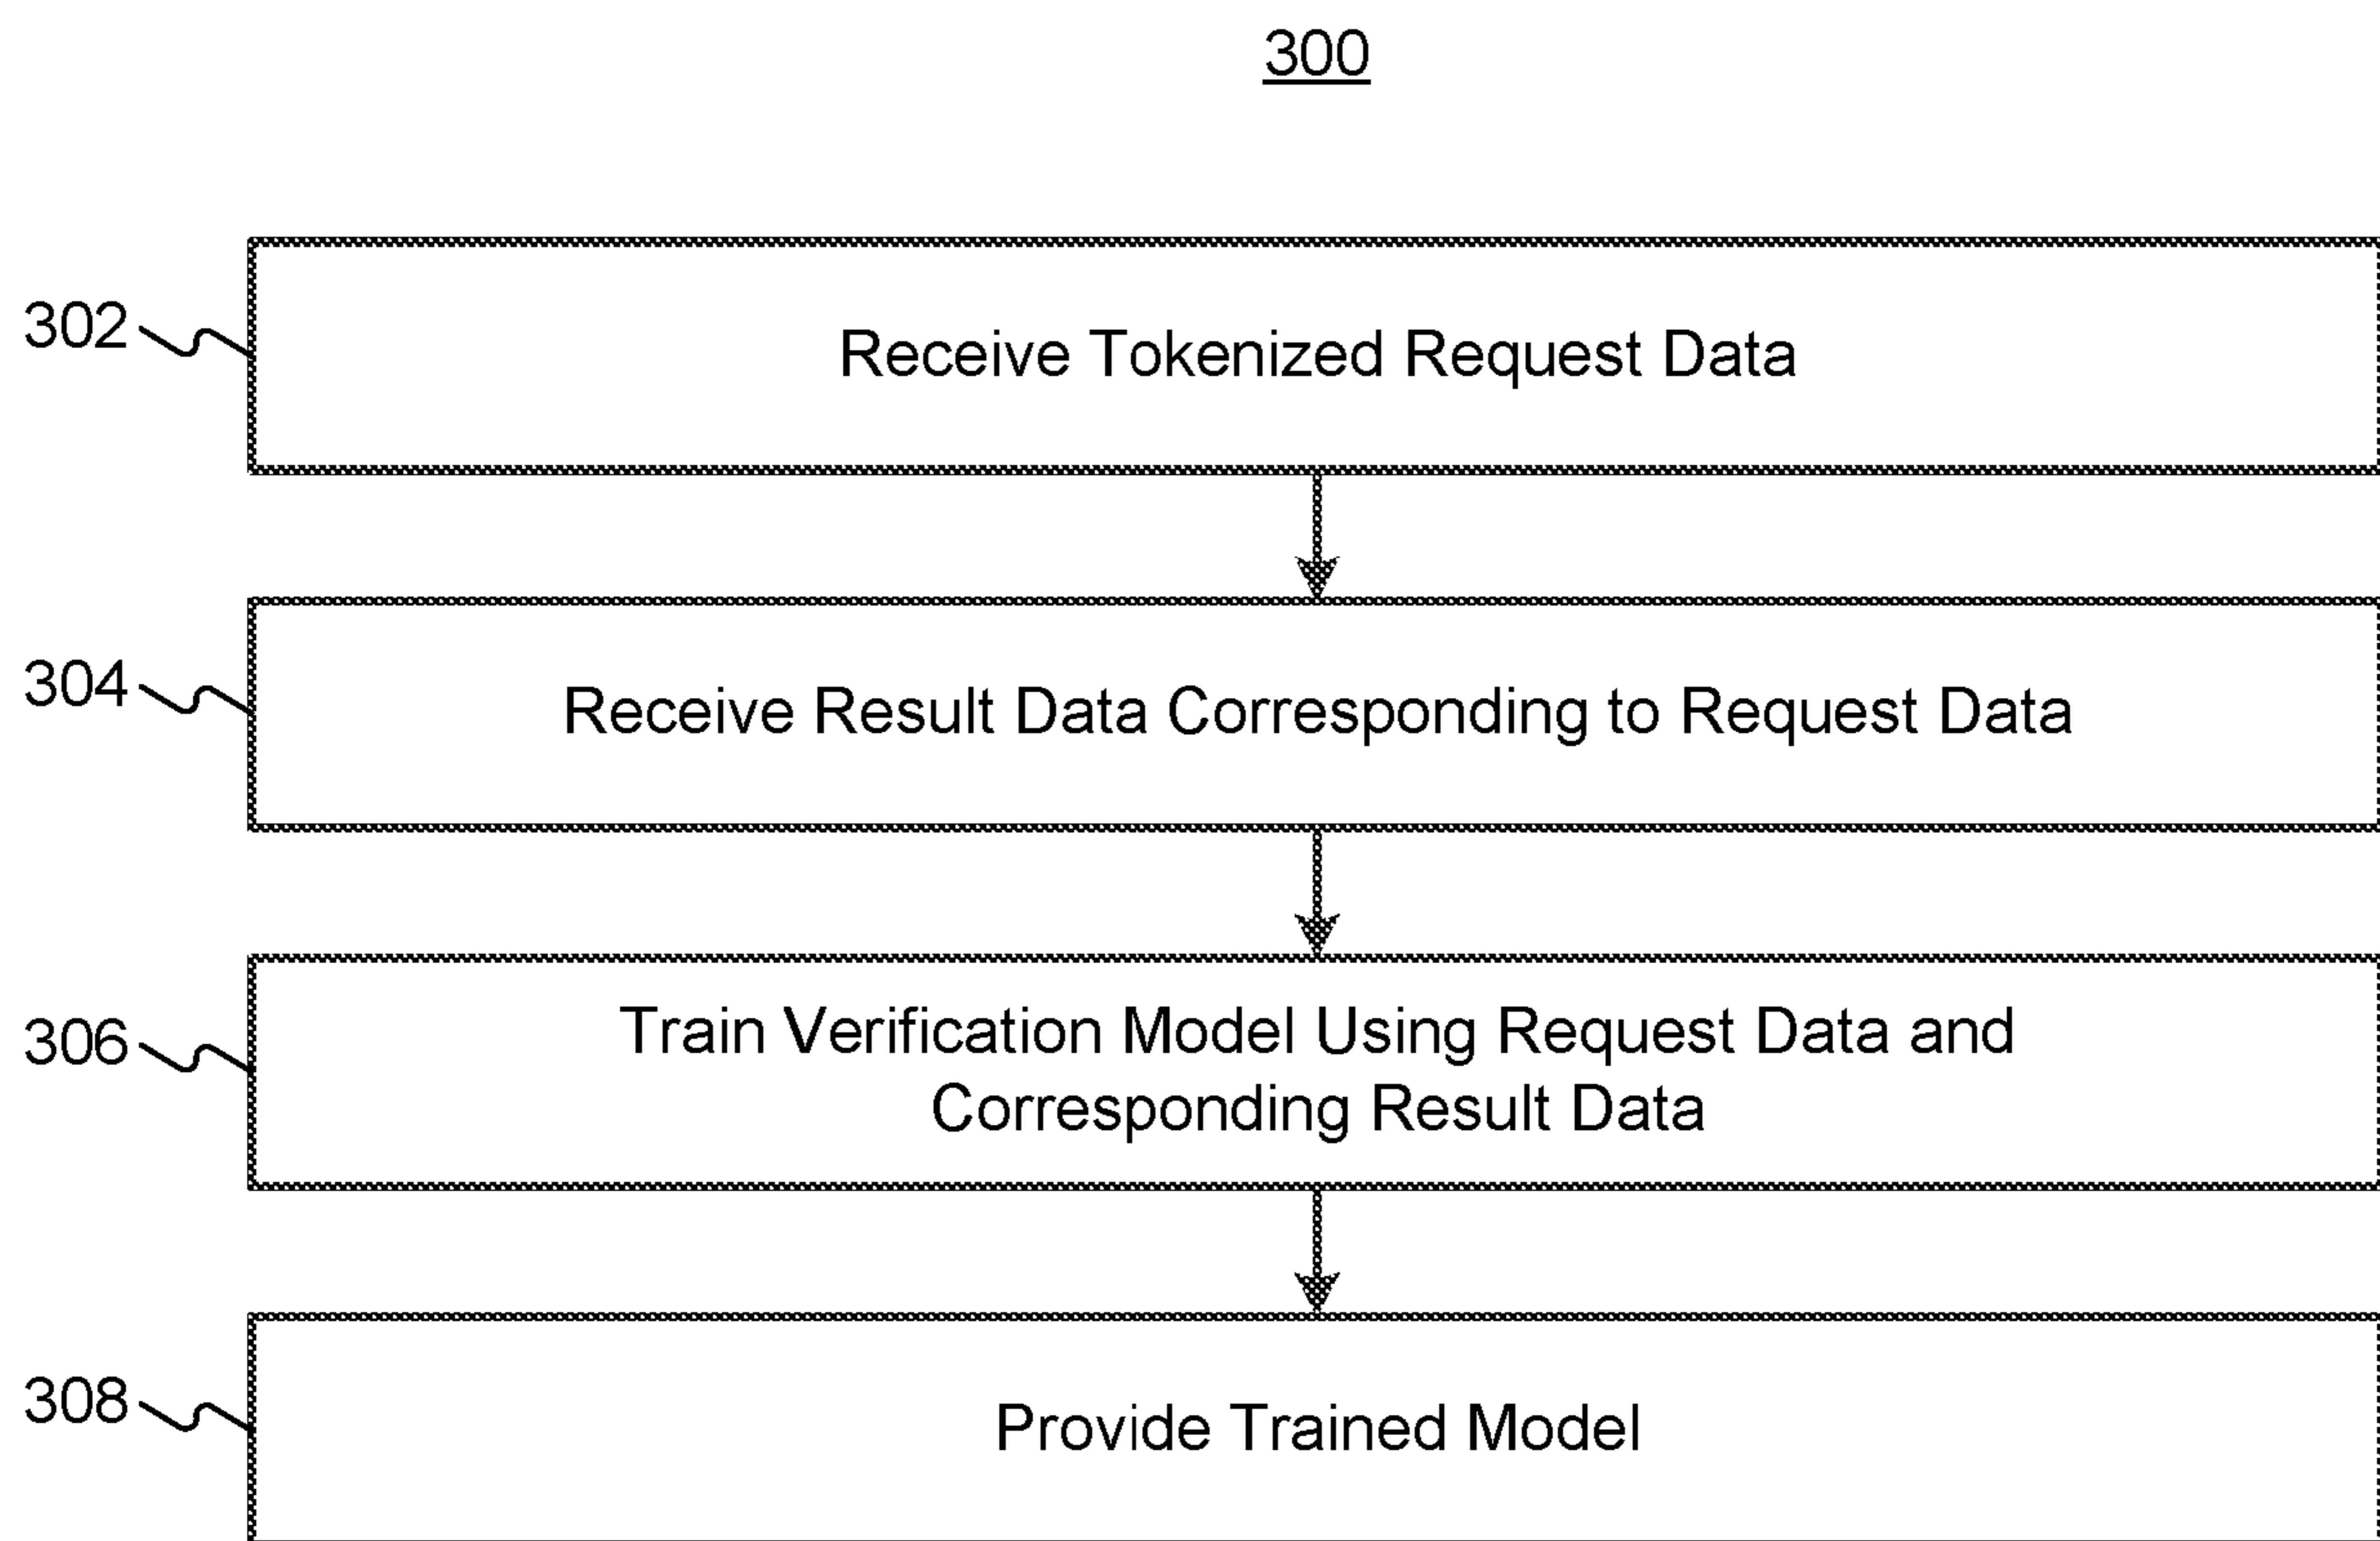 300
302
Receive Tokenized Request Data
304
Receive Result Data Corresponding to Request Data
306
Train Verification Model Using Request Data and
Corresponding Result Data
308
Provide Trained Model